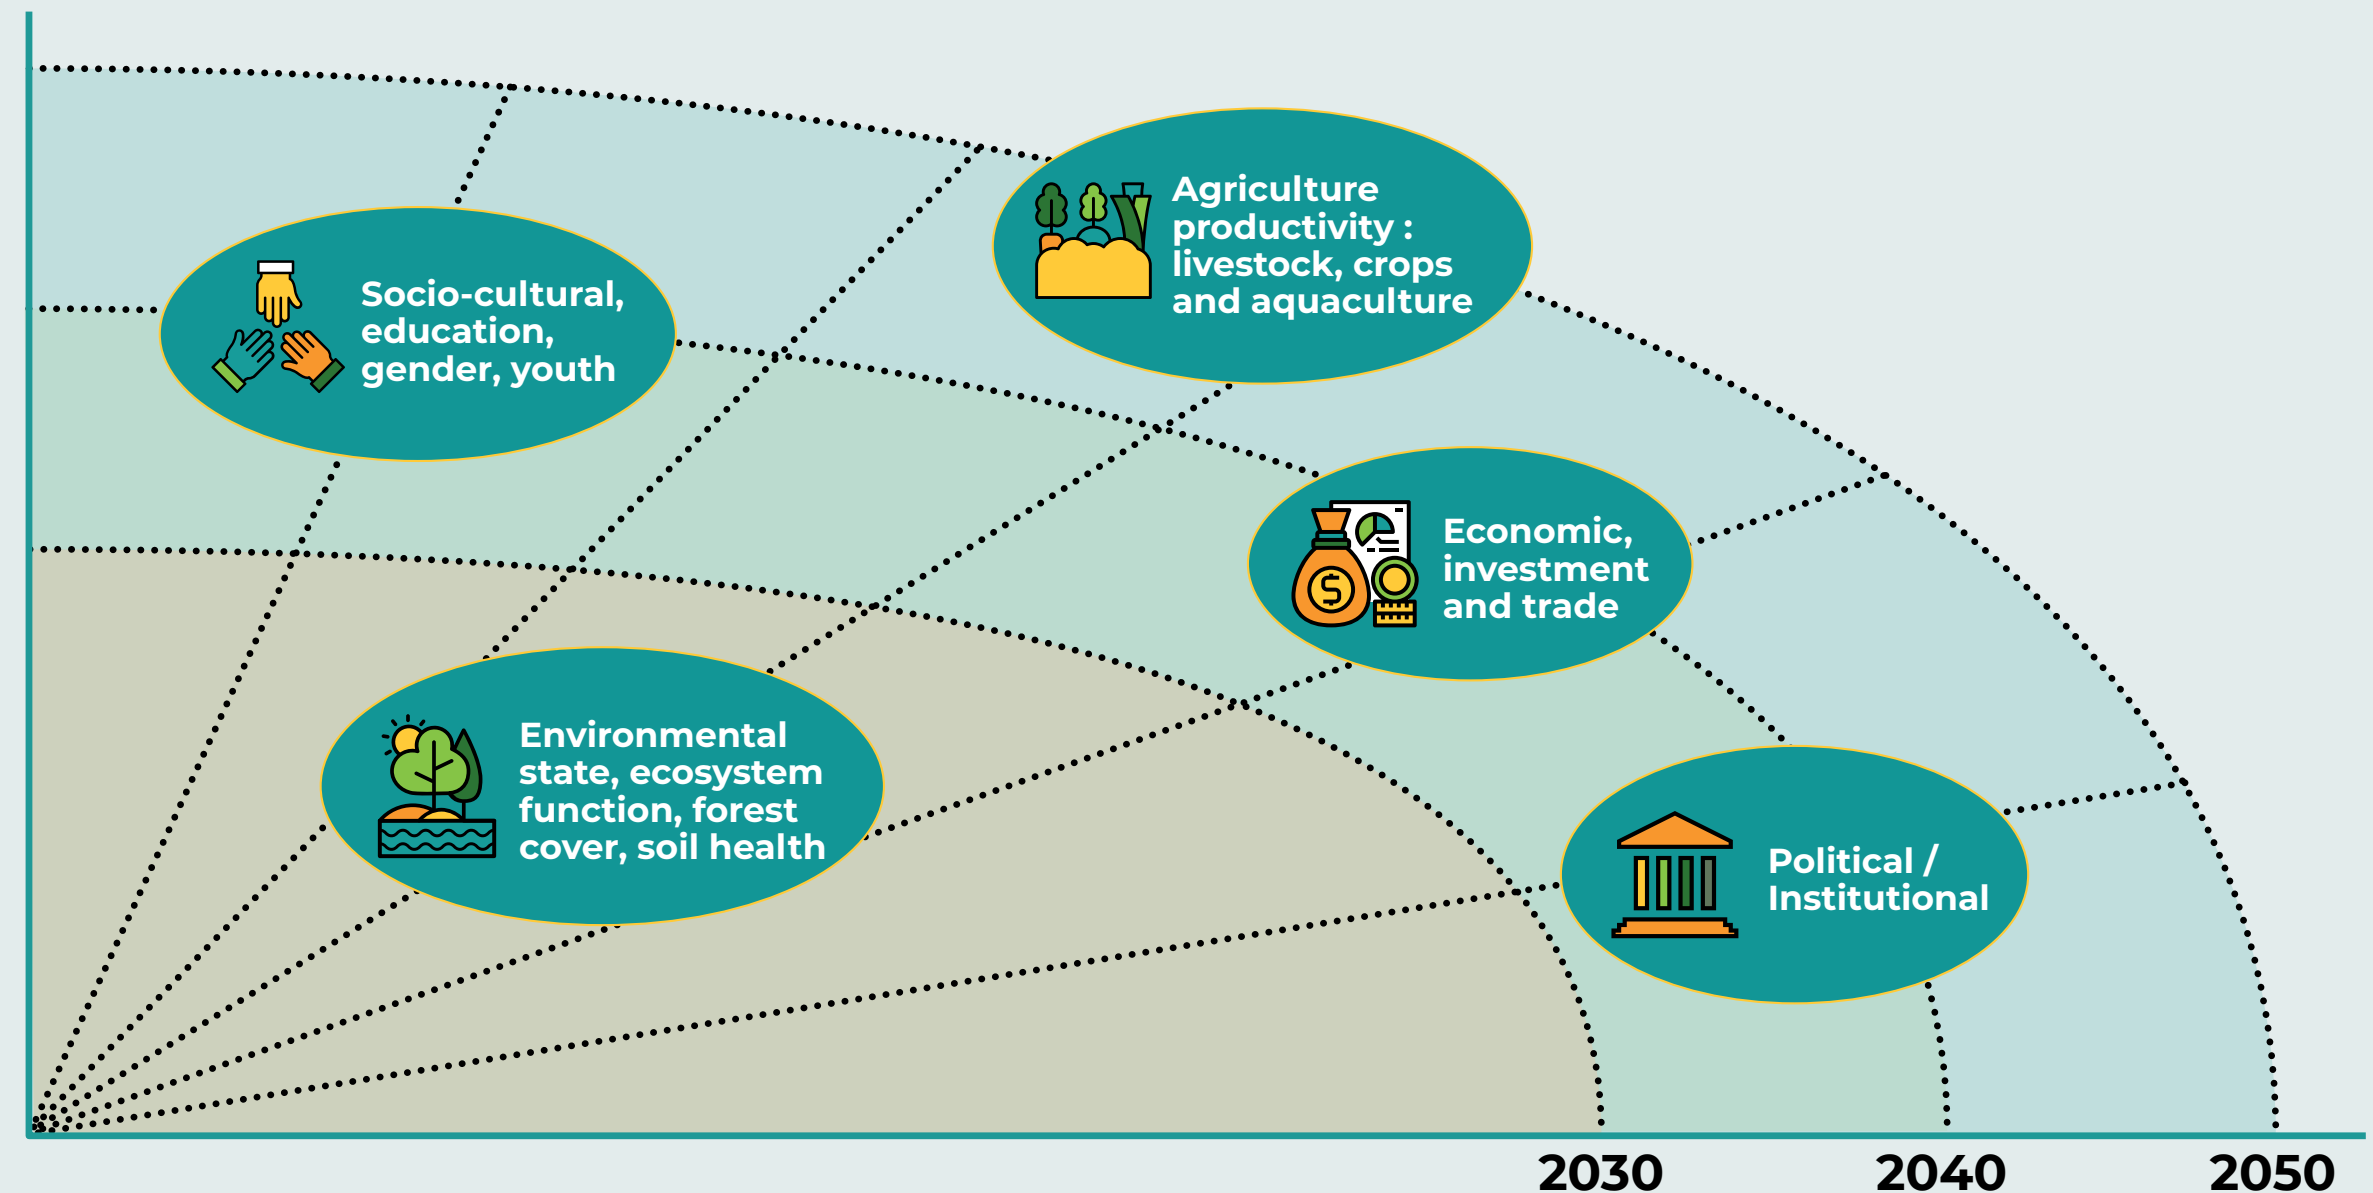 Agriculture
productivity :
livestock, crops
and aquaculture
Socio-cultural,
education,
gender, youth
Economic,
investment
and trade
$
Environmental
state, ecosystem
function, forest
cover, soil health
Political /
Institutional
2030
2040
2050